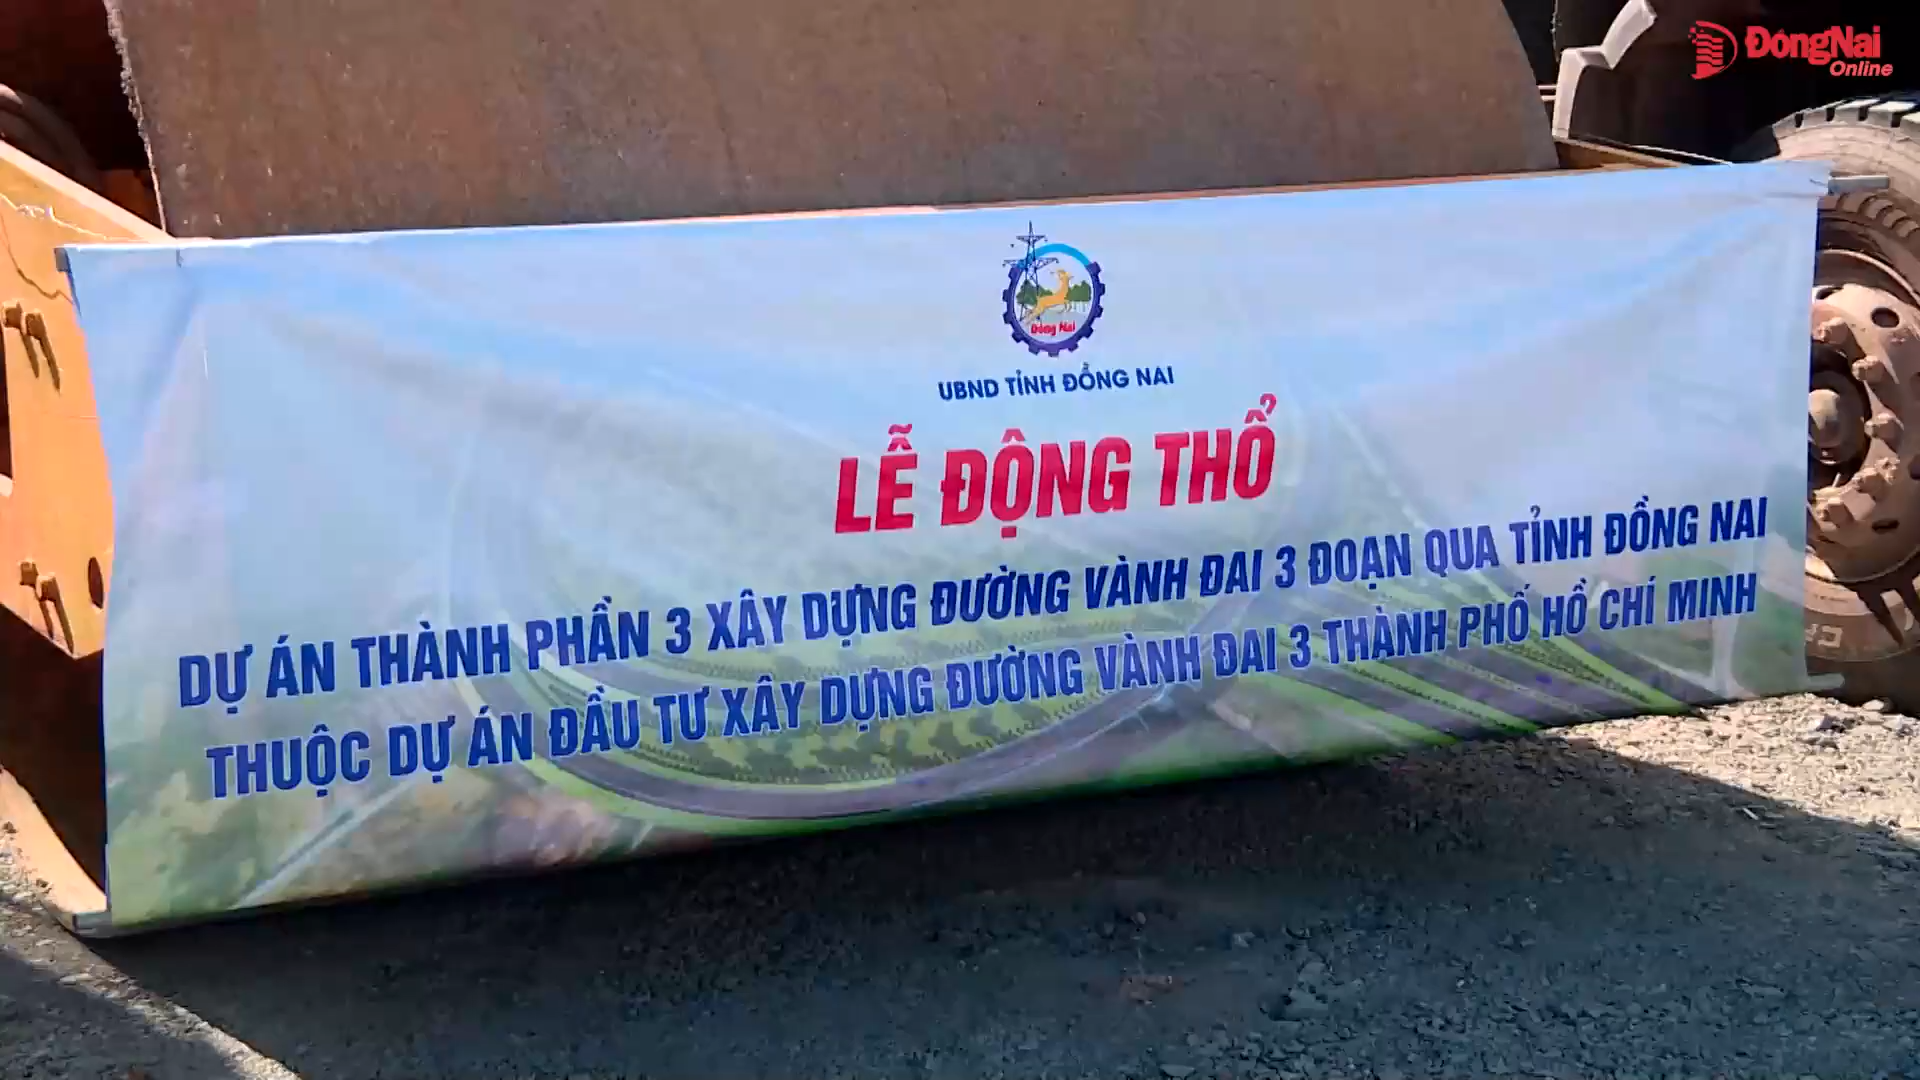 ĐồngNai
Online
Đồng Nai
UBND TỈNH ĐỒNG NAI
LỄ ĐỘNG THỔ
DỰ ÁN THÀNH PHẦN 3 XÂY DỰNG ĐƯỜNG VÀNH ĐAI 3 ĐOẠN QUA TỈNH ĐỒNG NAI
THUỘC DỰ ÁN ĐẦU TƯ XÂY DỰNG ĐƯỜNG VÀNH ĐAI 3 THÀNH PHỐ HỒ CHÍ MINH